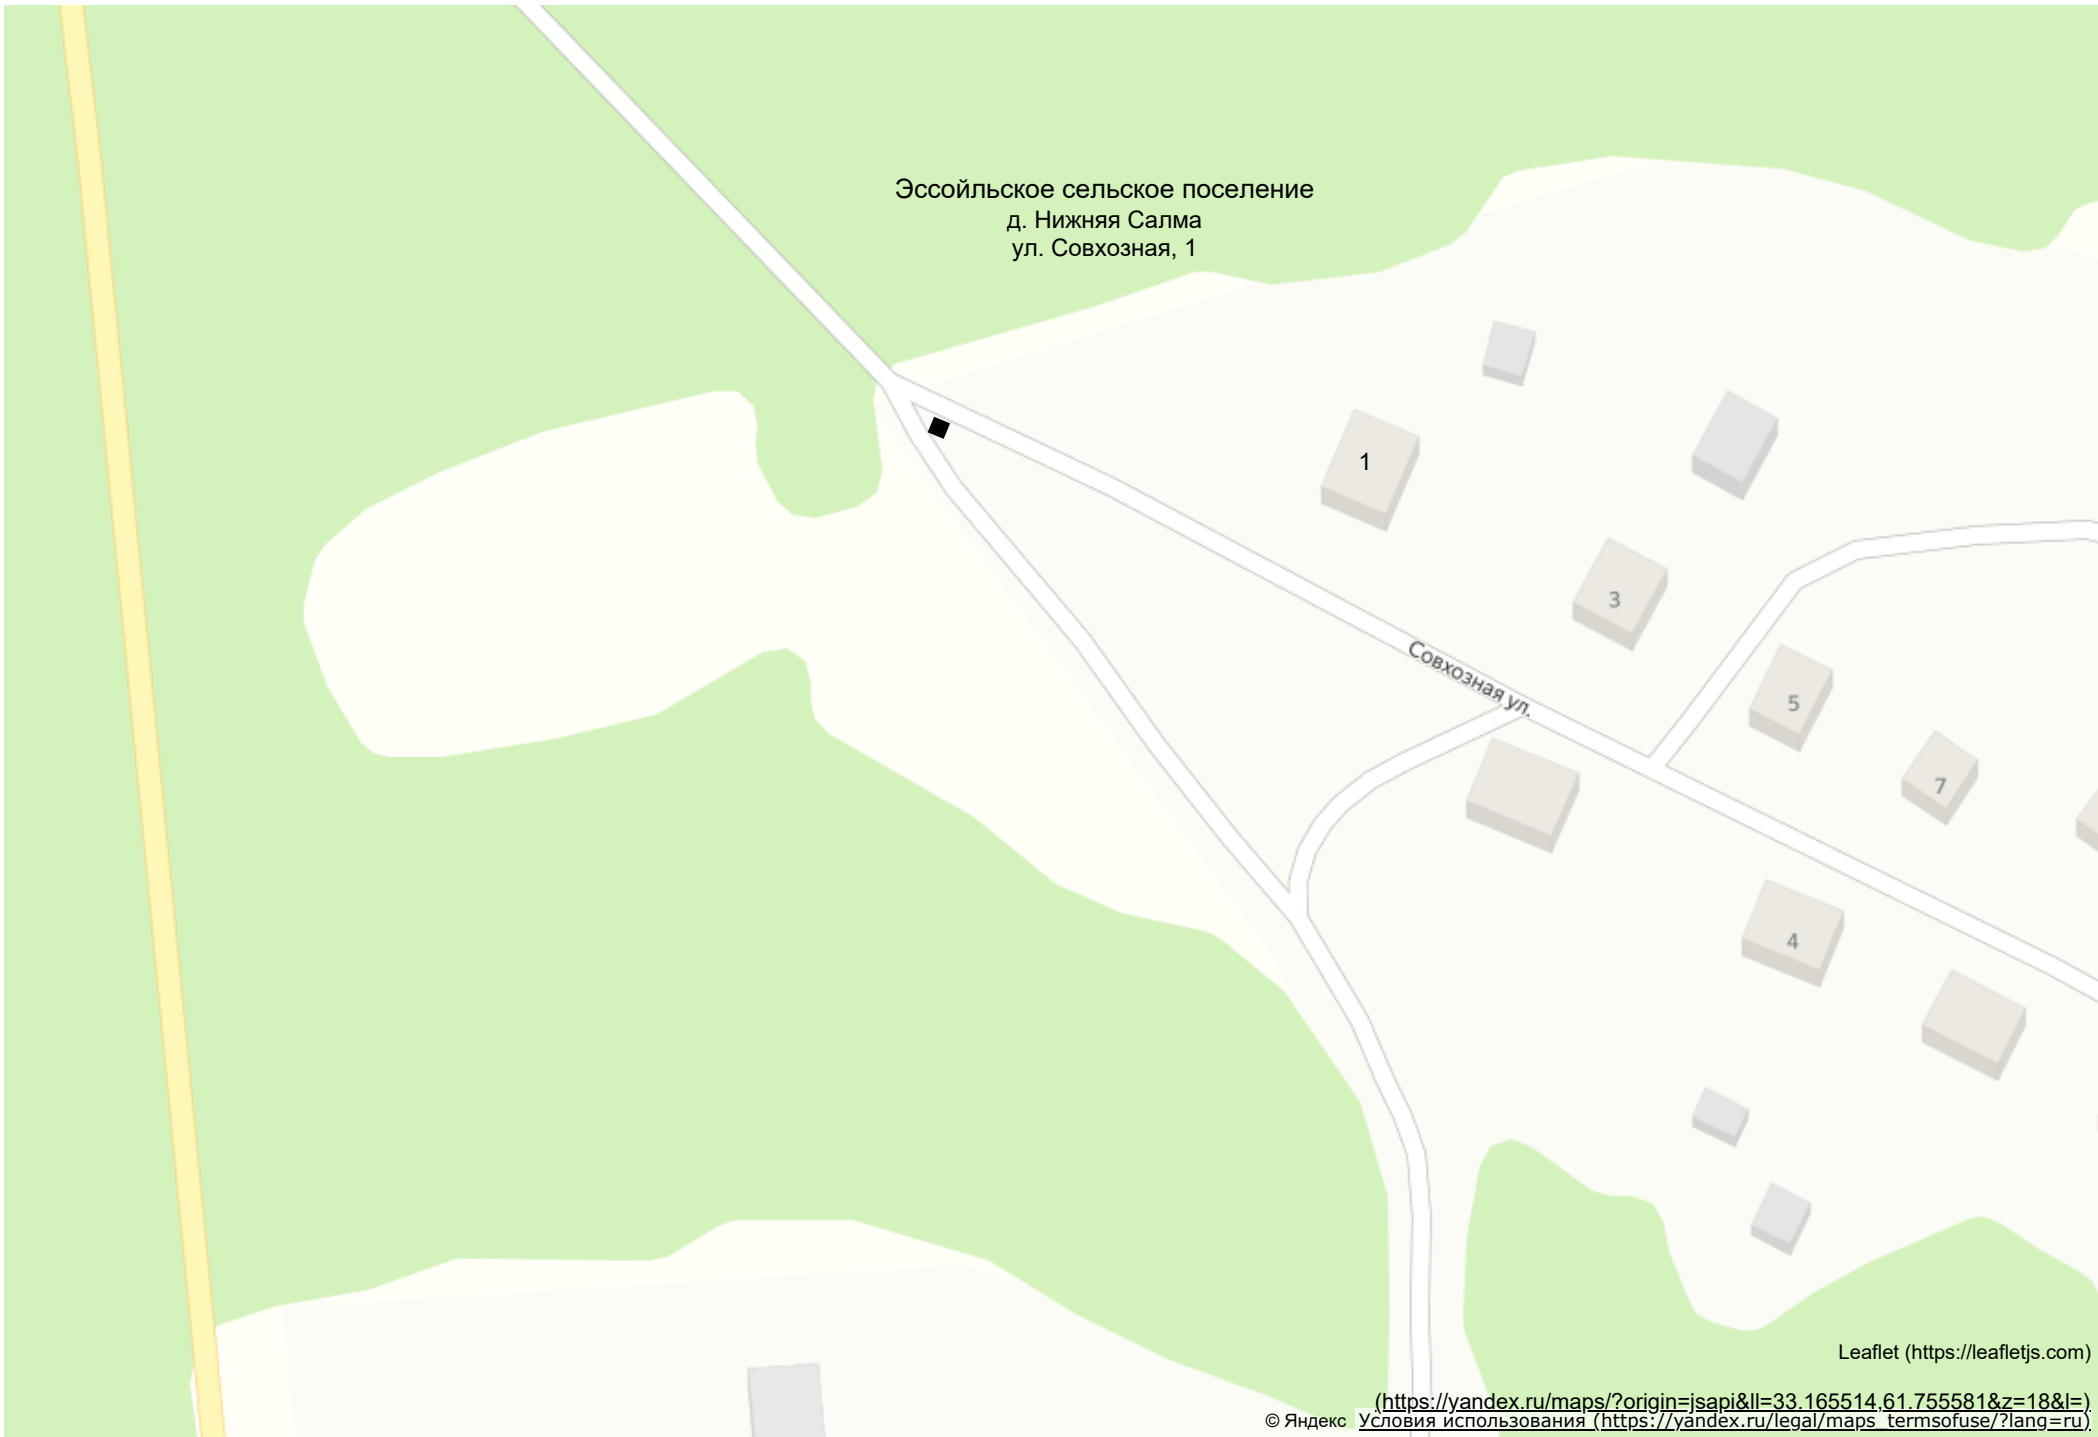 Эссойльское сельское поселение
д. Нижняя Салма
ул. Совхозная, 1
1
3
Совхозная ул.
5
7
4
Leaflet (https://leafletjs.com)
(https://yandex.ru/maps/?origin=jsapi&ll=33.165514,61.755581&z=18&l=)
© Яндекс Условия использования (https://yandex.ru/legal/maps_termsofuse/?lang=ru)